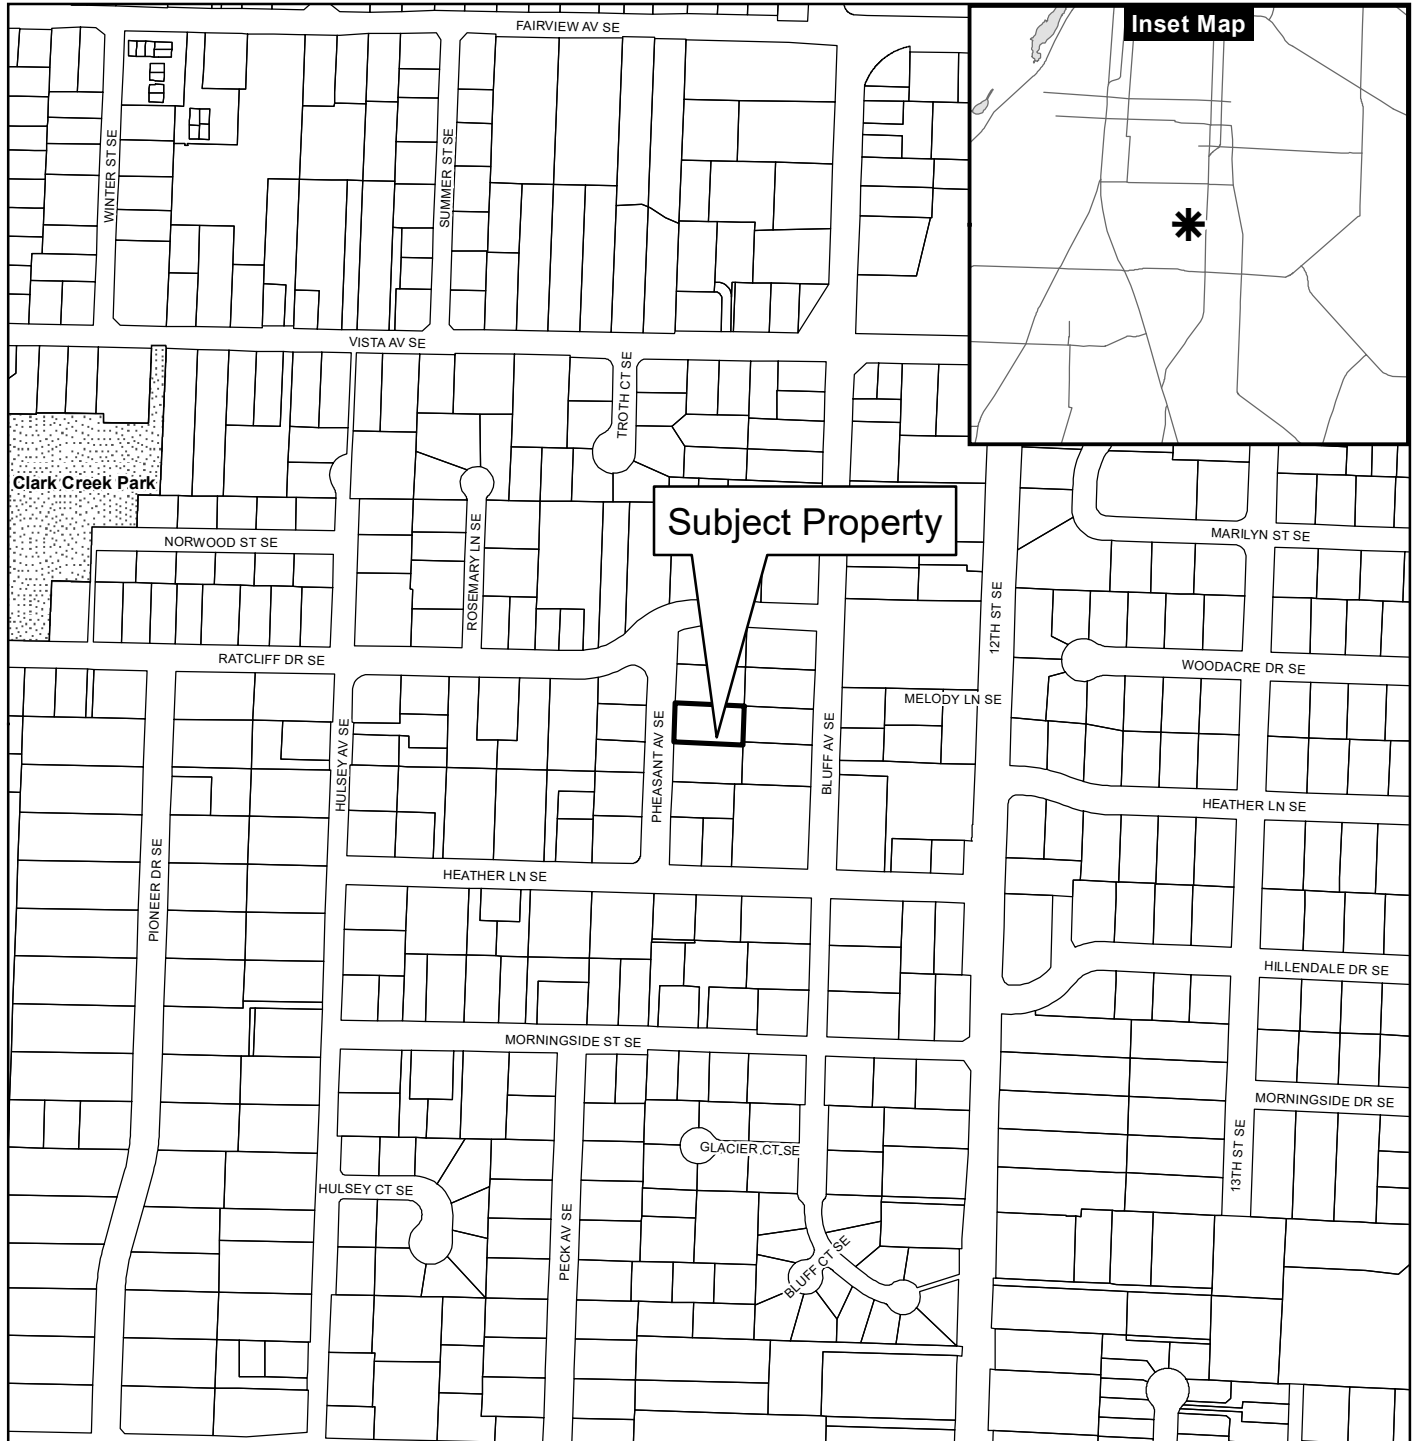 FAIRVIEW AV SE
Inset Map
WINTER ST SE
SUMMER ST SE
VISTA AV SE
TROTH CT SE
Clark Creek Park
Subject Property
NORWOOD ST SE
ROSEMARY LN SE
MARILYN ST SE
12TH ST SE
RATCLIFF DR SE
WOODACRE DR SE
MELODY LN SE
HULSEY AV SE
PHEASANT AV SE
BLUFF AV SE
HEATHER LN SE
PIONEER DR SE
HEATHER LN SE
HILLENDALE DR SE
MORNINGSIDE ST SE
MORNINGSIDE DR SE
GLACIER CT SE
13TH ST SE
HULSEY CT SE
PECK AV SE
BLUFF CT SE